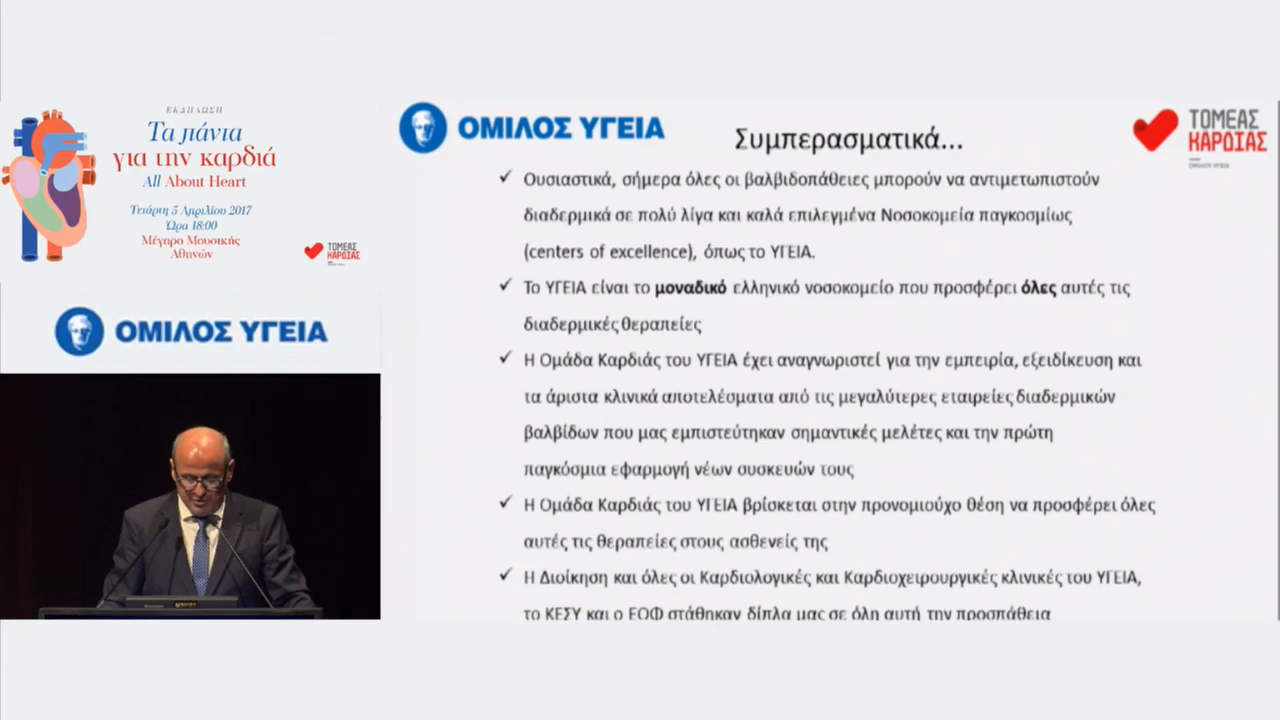 ΕΚΔΗΛΩΣΗ
Τα πάντα
για την καρδιά
All About Heart
Τετάρτη 5 Απριλίου 2017
Ώρα 18:00
Μέγαρο Μουσικής
Αθηνών
ΤΟΜΕΑΣ
ΚΑΡΔΙΑΣ
ΟΜΙΛΟΣ ΥΓΕΙΑ
ΟΜΙΛΟΣ ΥΓΕΙΑ
Συμπερασματικά...
ΤΟΜΕΑΣ
ΚΑΡΔΙΑΣ
ΟΜΙΛΟΥ ΥΓΕΙΑ
✓ Ουσιαστικά, σήμερα όλες οι βαλβιδοπάθειες μπορούν να αντιμετωπιστούν
διαδερμικά σε πολύ λίγα και καλά επιλεγμένα Νοσοκομεία παγκοσμίως
(centers of excellence), όπως το ΥΓΕΙΑ.
✓ Το ΥΓΕΙΑ είναι το μοναδικό ελληνικό νοσοκομείο που προσφέρει όλες αυτές τις
διαδερμικές θεραπείες
✓ Η Ομάδα Καρδιάς του ΥΓΕΙΑ έχει αναγνωριστεί για την εμπειρία, εξειδίκευση και
τα άριστα κλινικά αποτελέσματα από τις μεγαλύτερες εταιρείες διαδερμικών
βαλβίδων που μας εμπιστεύτηκαν σημαντικές μελέτες και την πρώτη
παγκόσμια εφαρμογή νέων συσκευών τους
✓ Η Ομάδα Καρδιάς του ΥΓΕΙΑ βρίσκεται στην προνομιούχο θέση να προσφέρει όλες
αυτές τις θεραπείες στους ασθενείς της
✓ Η Διοίκηση και όλες οι Καρδιολογικές και Καρδιοχειρουργικές κλινικές του ΥΓΕΙΑ,
το ΚΕΣΥ και ο ΕΟΦ στάθηκαν δίπλα μας σε όλη αυτή την προσπάθεια